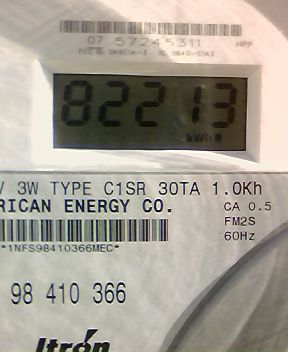 07 57245311
82213
kWh
V 3W TYPE C1SR 30TA 1.0Kh
RICAN ENERGY CO. CA 0.5
FM2S
60Hz
*1NFS98410366MEC*
98 410 366
Itrón